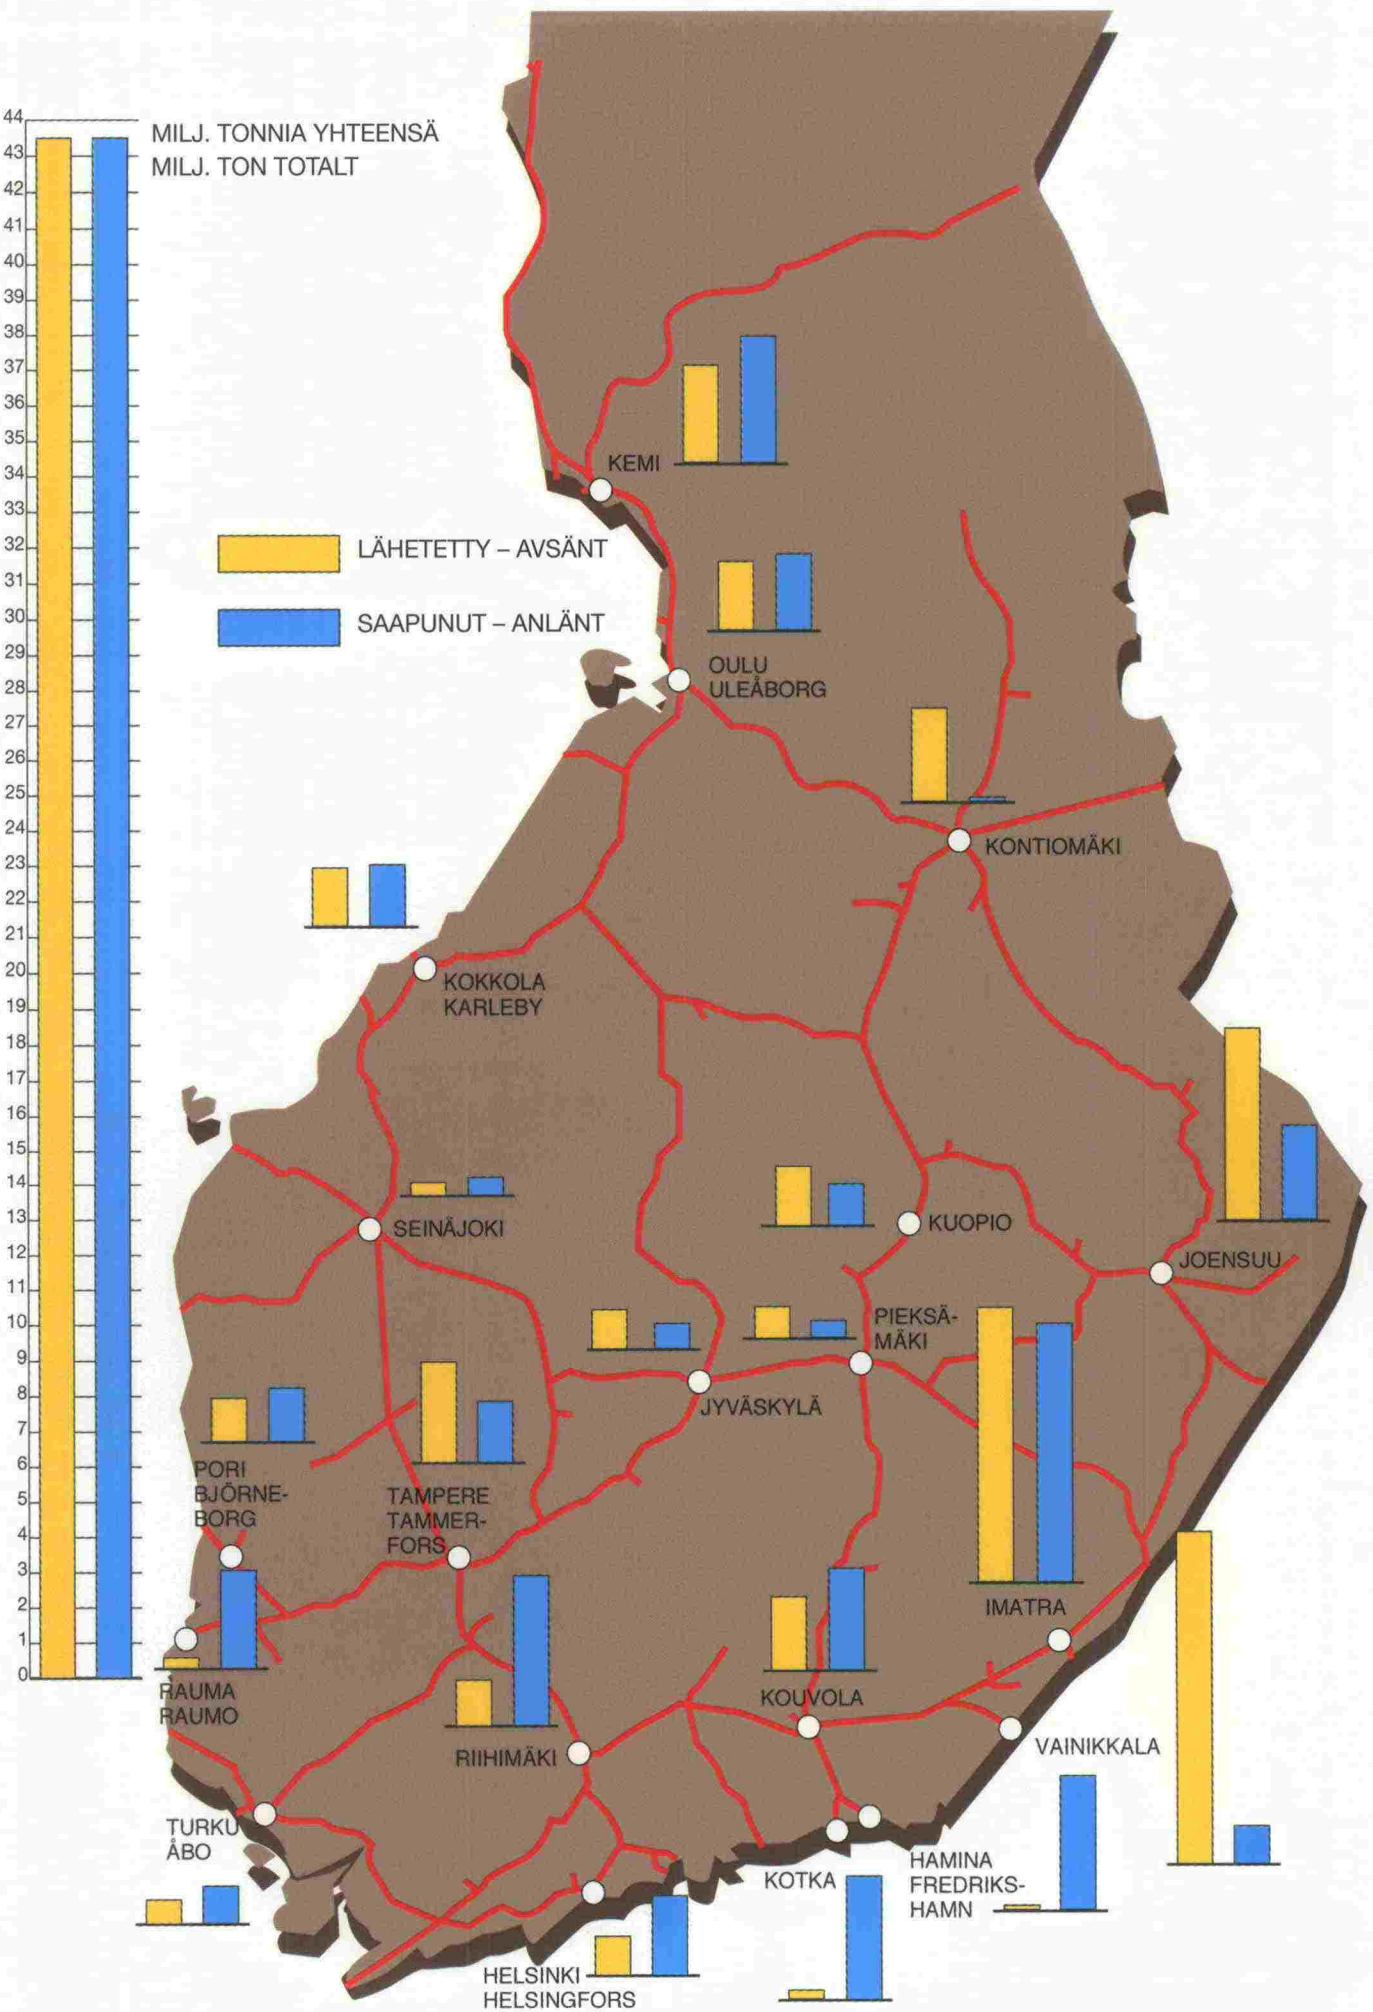 44
43
42
41
40
39
38
37
36
35
34
33
32
31
30
29
28
27
26
25
24
23
22
21
20
19
18
17
16
15
14
13
12
11
10
9
8
7
6
5
4
3
2
1
0
MILJ. TONNIA YHTEENSÄ
MILJ. TON TOTALT
LÄHETETTY – AVSÄNT
SAAPUNUT – ANLÄNT
KEMI
OULU
ULEÅBORG
KONTIOMÄKI
KOKKOLA
KARLEBY
SEINÄJOKI
KUOPIO
JOENSUU
PIEKSÄ-
MÄKI
JYVÄSKYLÄ
PORI
BJÖRNE-
BORG
TAMPERE
TAMMER-
FORS
IMATRA
RAUMA
RAUMO
KOUVOLA
RIIHIMÄKI
VAINIKKALA
TURKU
ÅBO
KOTKA
HAMINA
FREDRIKS-
HAMN
HELSINKI
HELSINGFORS